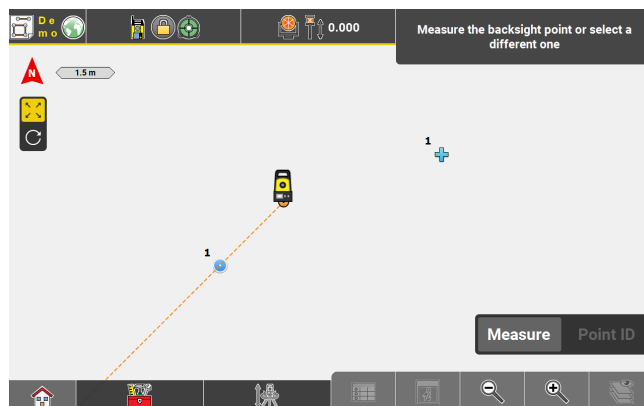 De
mo
0.000
Measure the backsight point or select a
different one
N
1.5 m
1
1
Measure
Point ID